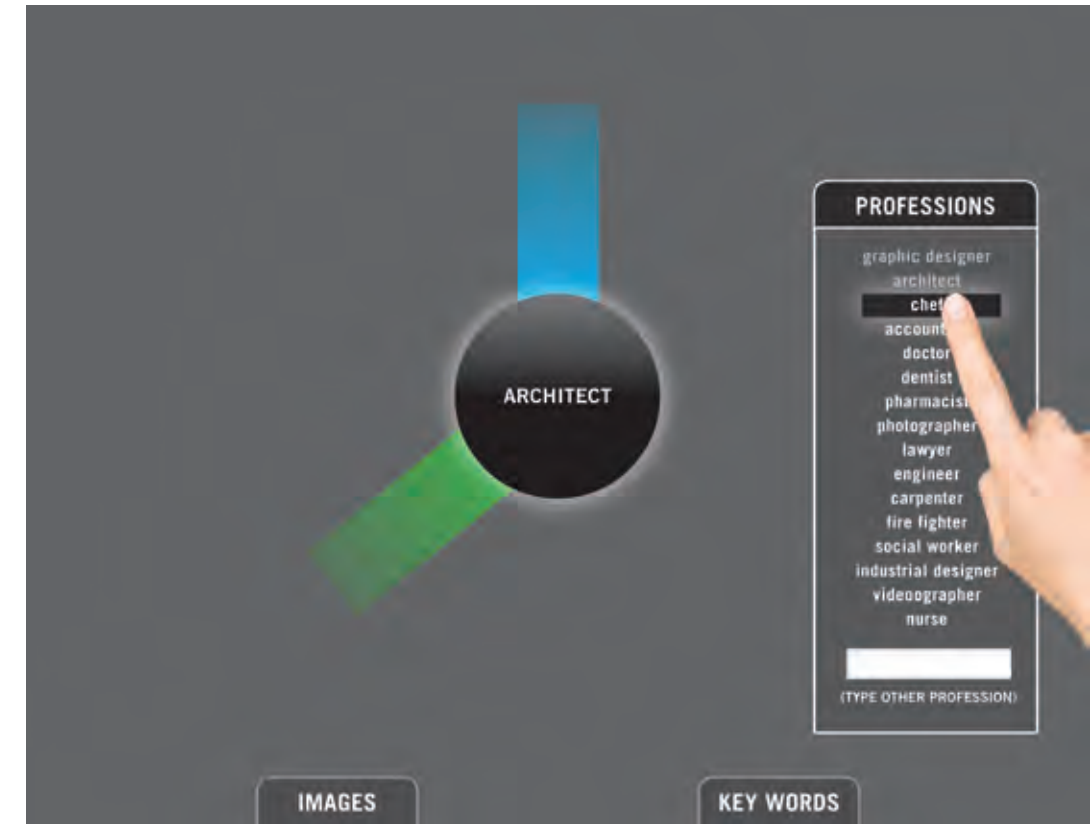 PROFESSIONS
graphic designer
architect
chef
doctor
dentist
photographer
lawyer
engineer
carpenter
fire fighter
social worker
industrial designer
videoographer
nurse
(TYPE OTHER PROFESSION)
ARCHITECT
IMAGES
KEY WORDS